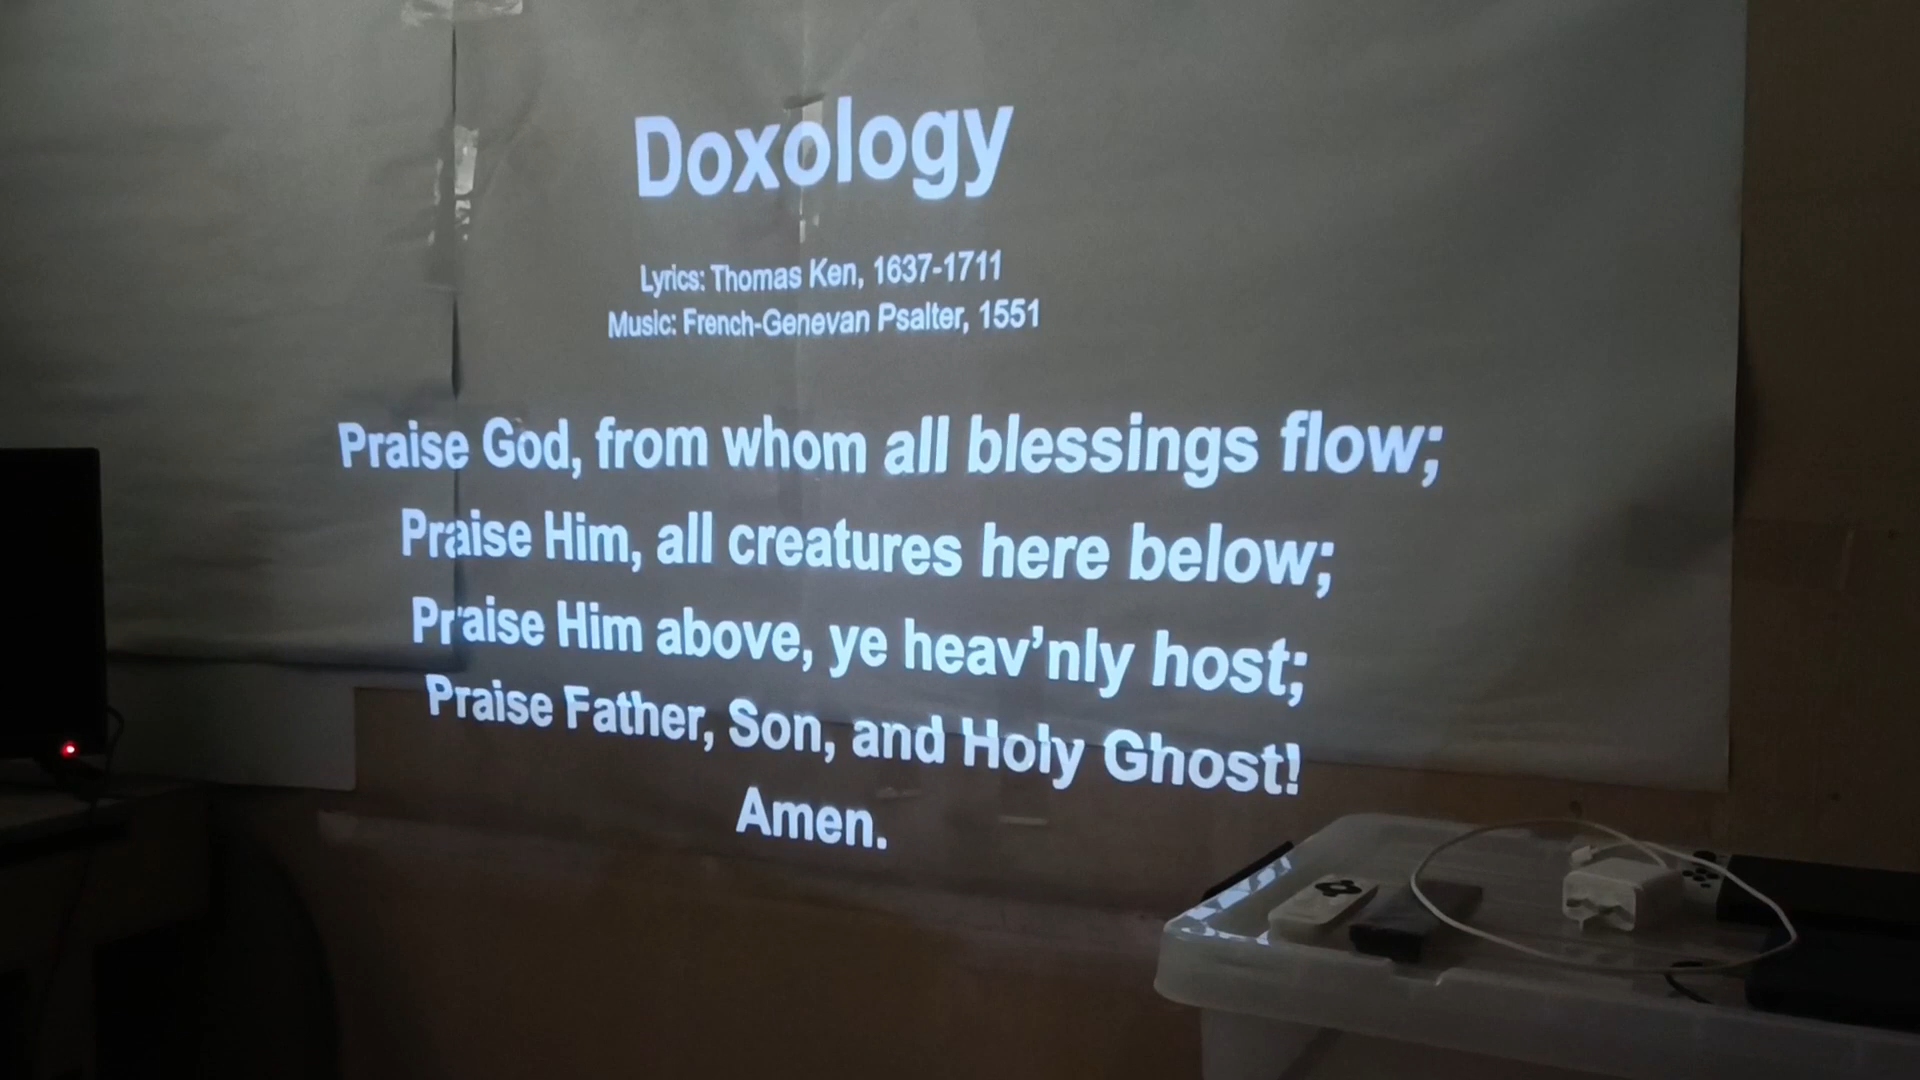 Doxology
Lyrics: Thomas Ken, 1637-1711
Music: French-Genevan Psalter, 1551
Praise God, from whom all blessings flow;
Praise Him, all creatures here below;
Praise Him above, ye heav’nly host;
Praise Father, Son, and Holy Ghost!
Amen.